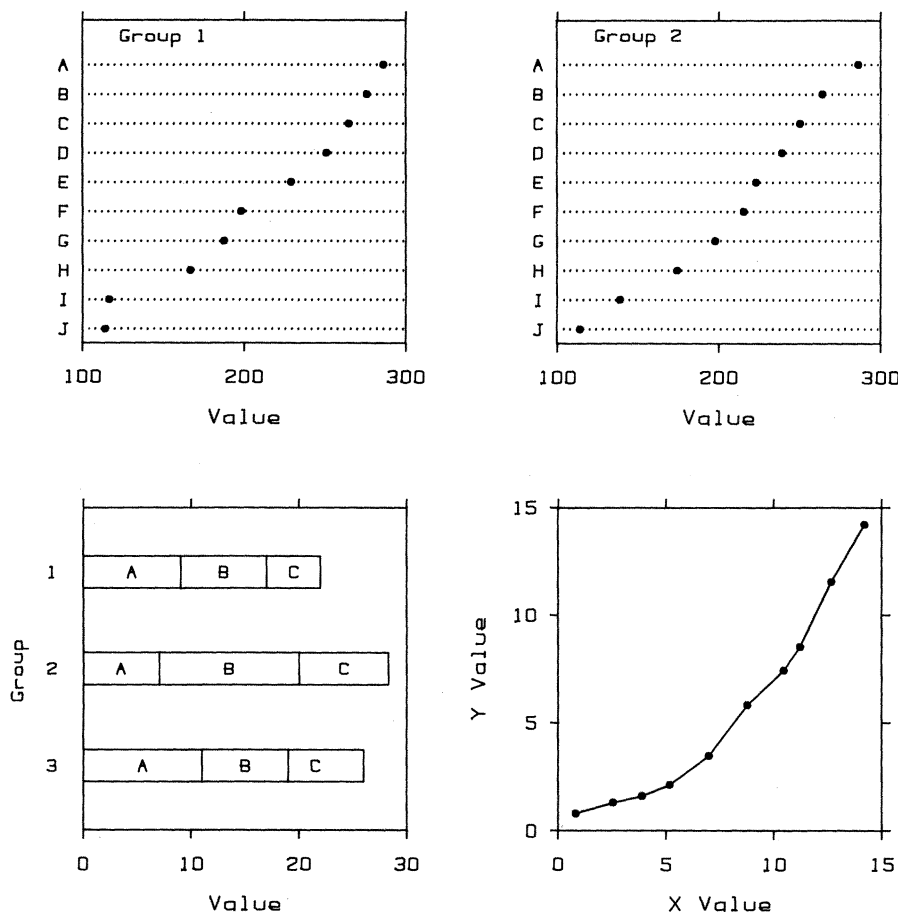 Group 1
A
B
C
D
E
F
G
H
I
J
100 200 300
Value
Group 2
A
B
C
D
E
F
G
H
I
J
100 200 300
Value
Group
1 A B C
2 A B C
3 A B C
0 10 20 30
Value
Y Value
15
10
5
0
0 5 10 15
X Value